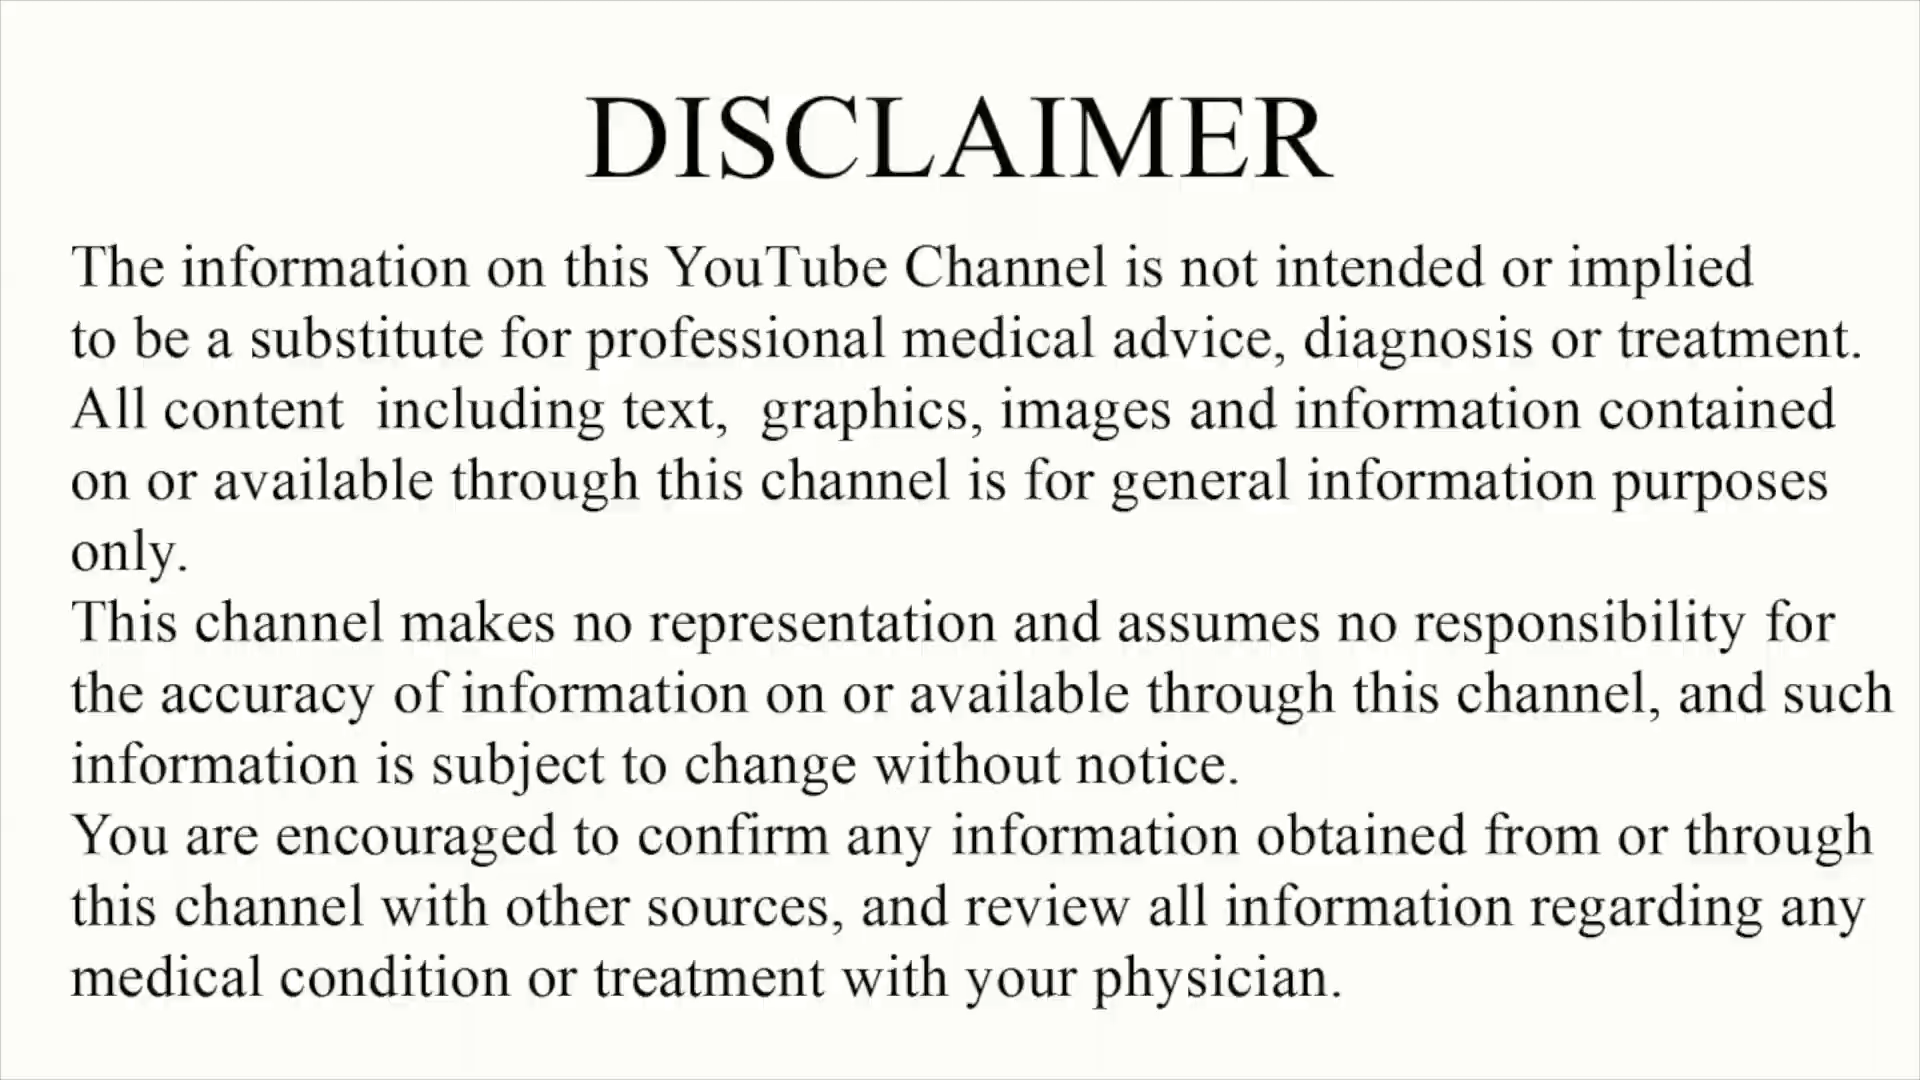 DISCLAIMER
The information on this YouTube Channel is not intended or implied
to be a substitute for professional medical advice, diagnosis or treatment.
All content  including text,  graphics, images and information contained
on or available through this channel is for general information purposes
only.
This channel makes no representation and assumes no responsibility for
the accuracy of information on or available through this channel, and such
information is subject to change without notice.
You are encouraged to confirm any information obtained from or through
this channel with other sources, and review all information regarding any
medical condition or treatment with your physician.